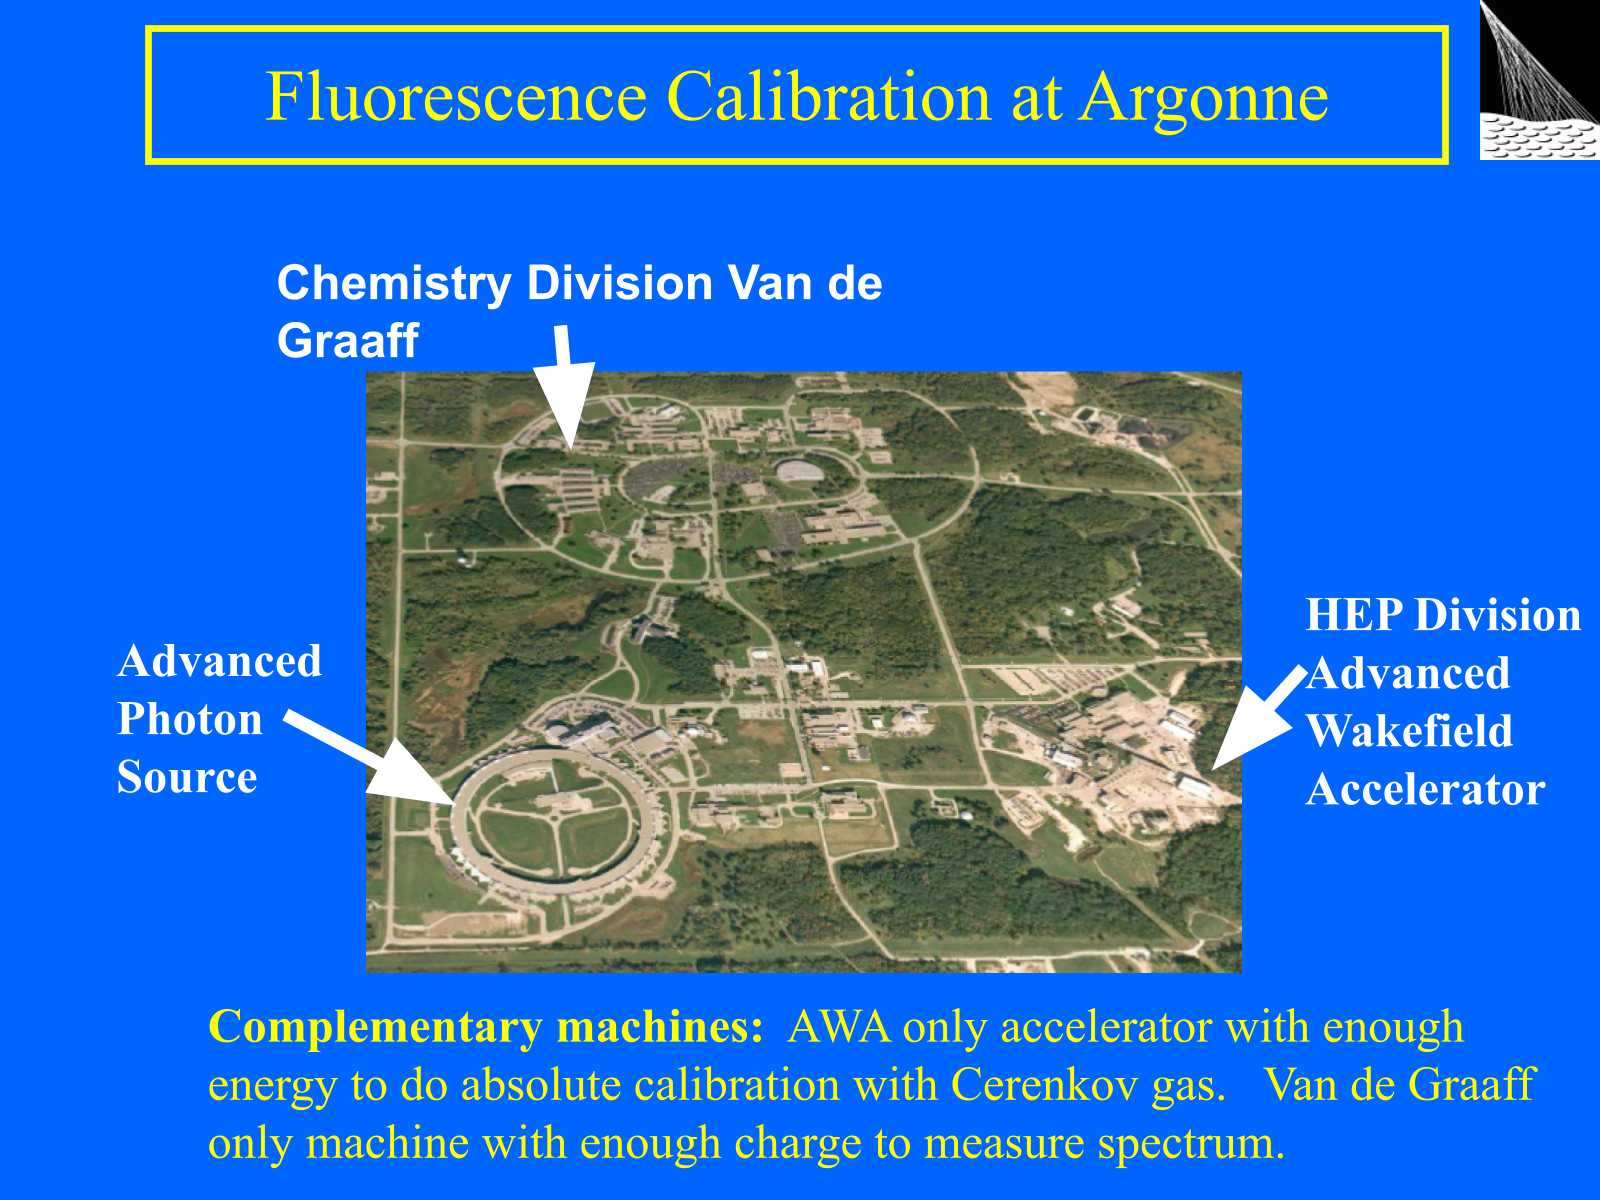 Fluorescence Calibration at Argonne
Chemistry Division Van de
Graaff
Advanced
Photon
Source
HEP Division
Advanced
Wakefield
Accelerator
Complementary machines:  AWA only accelerator with enough
energy to do absolute calibration with Cerenkov gas.   Van de Graaff
only machine with enough charge to measure spectrum.